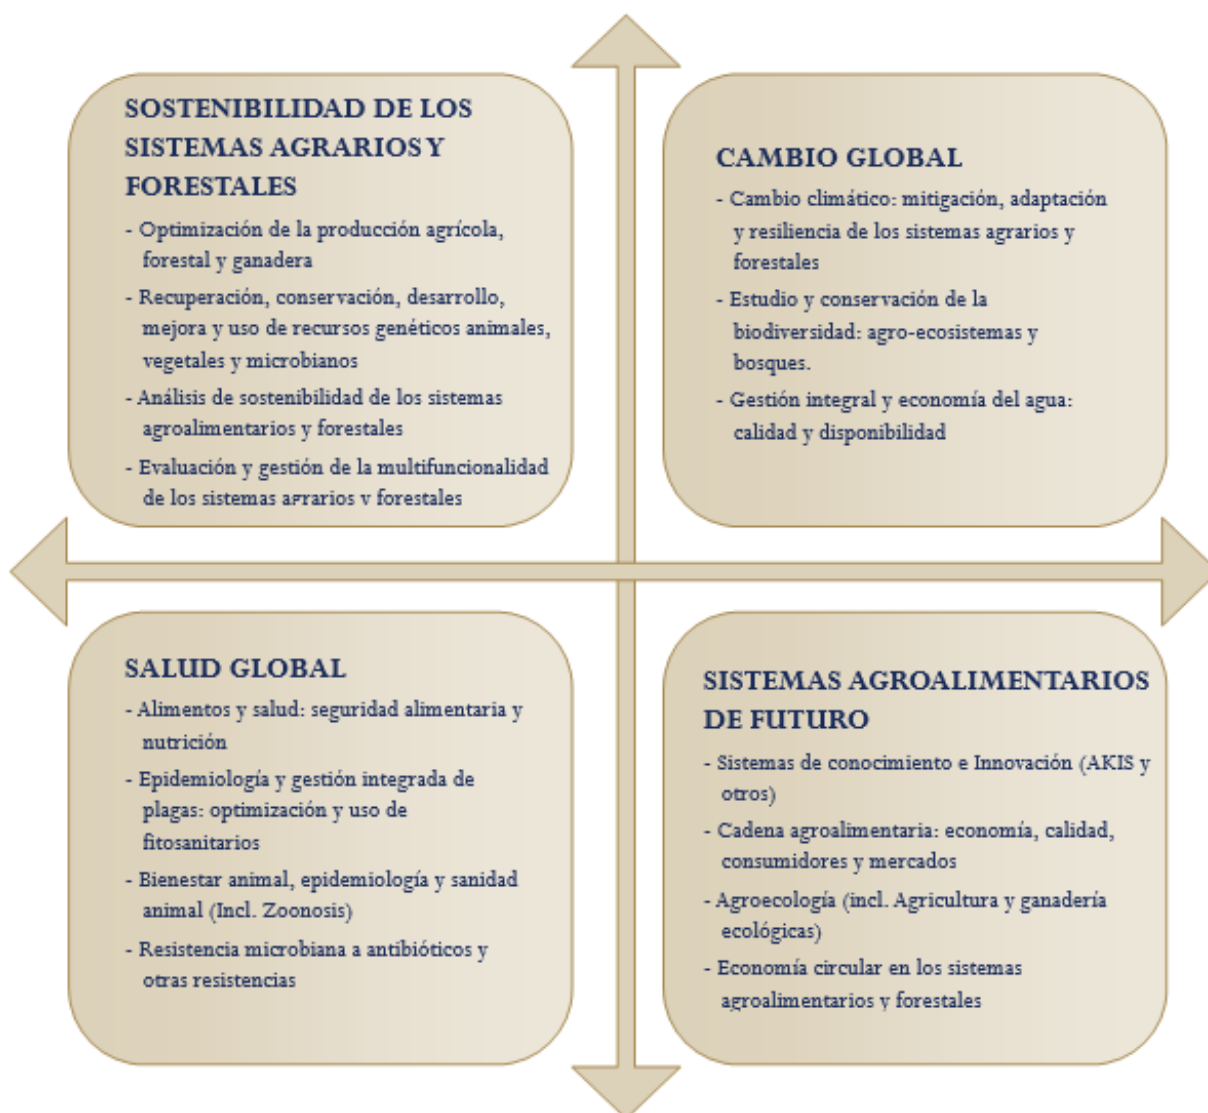 SOSTENIBILIDAD DE LOS
SISTEMAS AGRARIOS Y
FORESTALES
- Optimización de la producción agrícola,
forestal y ganadera
- Recuperación, conservación, desarrollo,
mejora y uso de recursos genéticos animales,
vegetales y microbianos
- Análisis de sostenibilidad de los sistemas
agroalimentarios y forestales
- Evaluación y gestión de la multifuncionalidad
de los sistemas agrarios y forestales
CAMBIO GLOBAL
- Cambio climático: mitigación, adaptación
y resiliencia de los sistemas agrarios y
forestales
- Estudio y conservación de la
biodiversidad: agro-ecosistemas y
bosques.
- Gestión integral y economía del agua:
calidad y disponibilidad
SALUD GLOBAL
- Alimentos y salud: seguridad alimentaria y
nutrición
- Epidemiología y gestión integrada de
plagas: optimización y uso de
fitosanitarios
- Bienestar animal, epidemiología y sanidad
animal (Incl. Zoonosis)
- Resistencia microbiana a antibióticos y
otras resistencias
SISTEMAS AGROALIMENTARIOS
DE FUTURO
- Sistemas de conocimiento e Innovación (AKIS y
otros)
- Cadena agroalimentaria: economía, calidad,
consumidores y mercados
- Agroecología (incl. Agricultura y ganadería
ecológicas)
- Economía circular en los sistemas
agroalimentarios y forestales